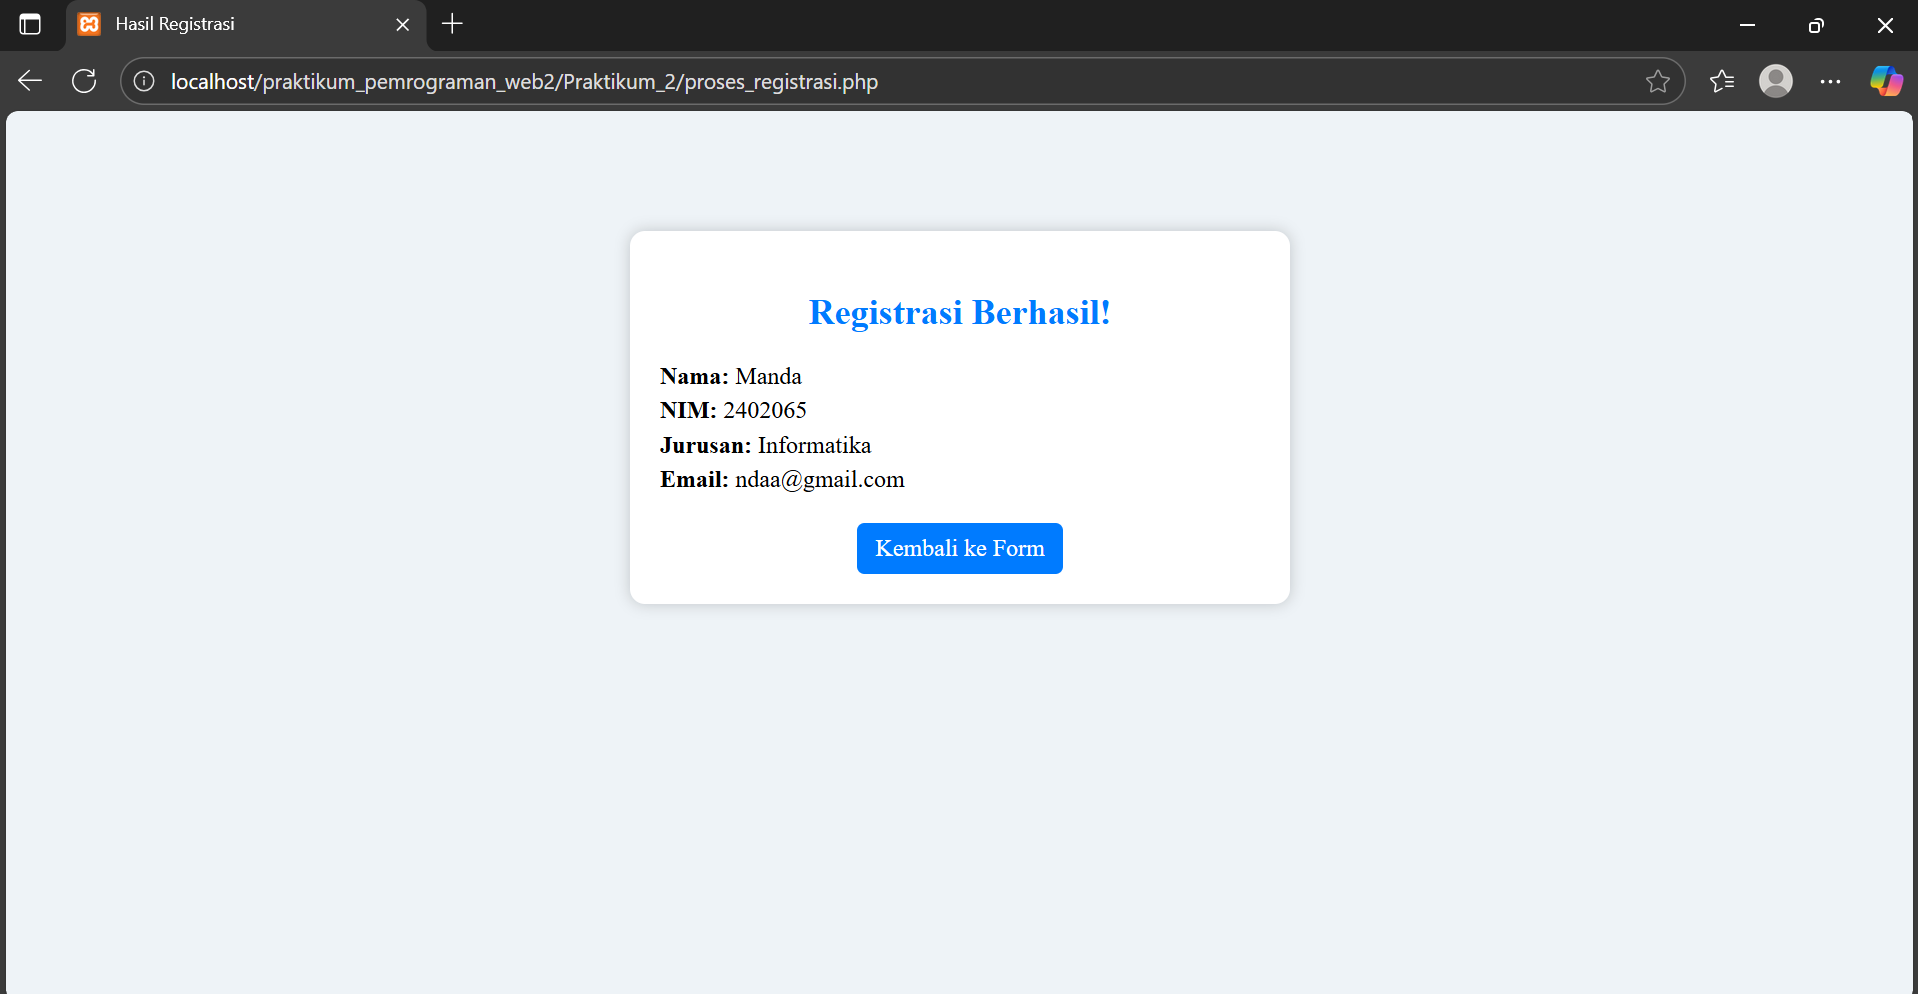 Hasil Registrasi
localhost/praktikum_pemrograman_web2/Praktikum_2/proses_registrasi.php
Registrasi Berhasil!
Nama: Manda
NIM: 2402065
Jurusan: Informatika
Email: ndaa@gmail.com
Kembali ke Form